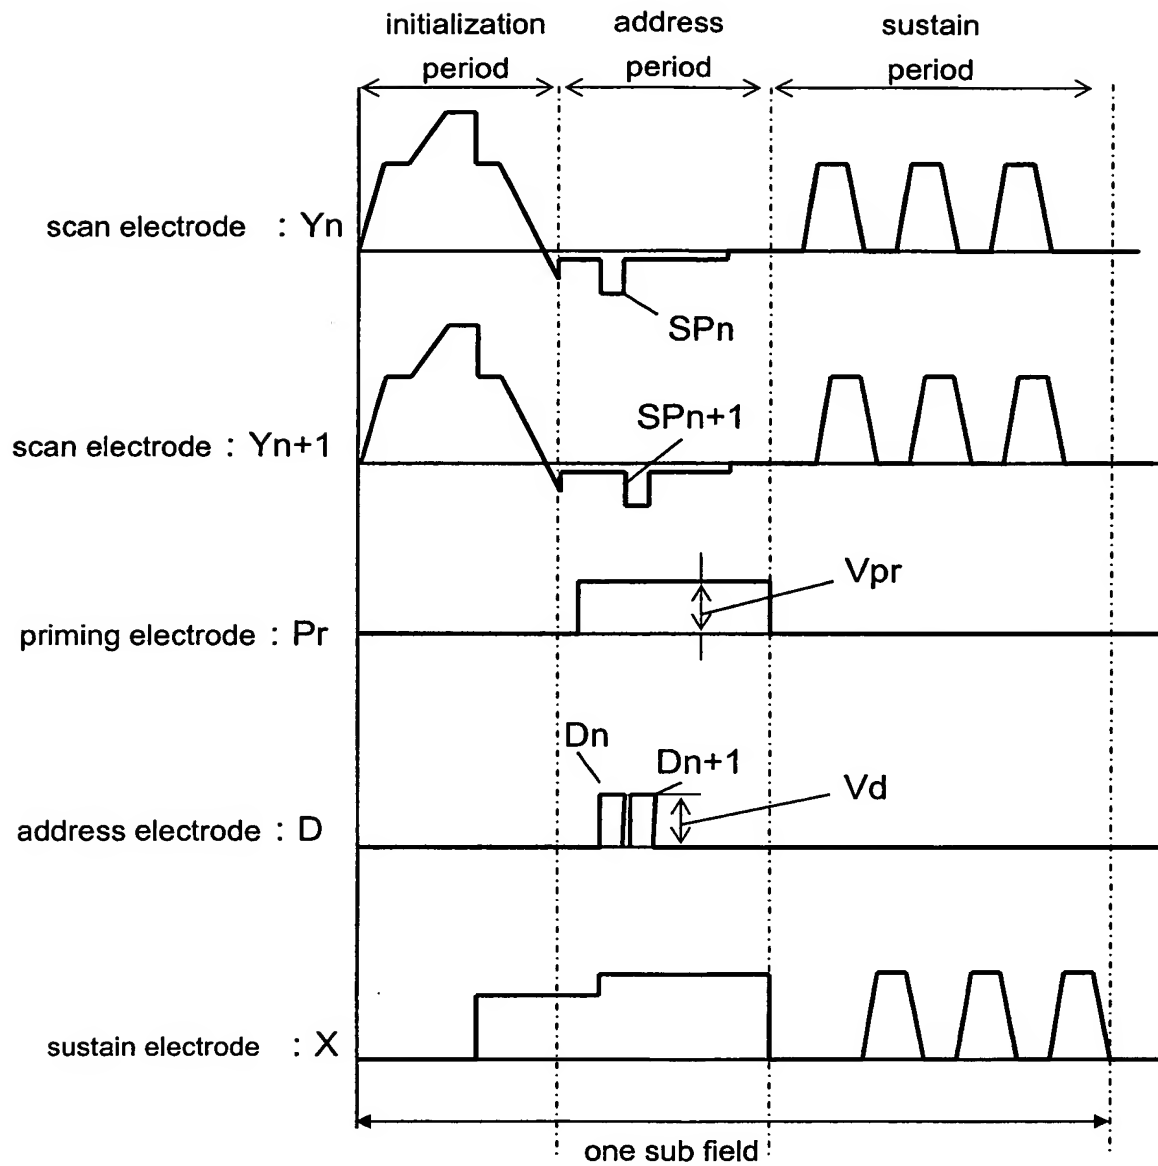 initialization period
address period
sustain period
scan electrode : Yn
SPn
scan electrode : Yn+1
SPn+1
priming electrode : Pr
Vpr
Dn
Dn+1
Vd
address electrode : D
sustain electrode : X
one sub field